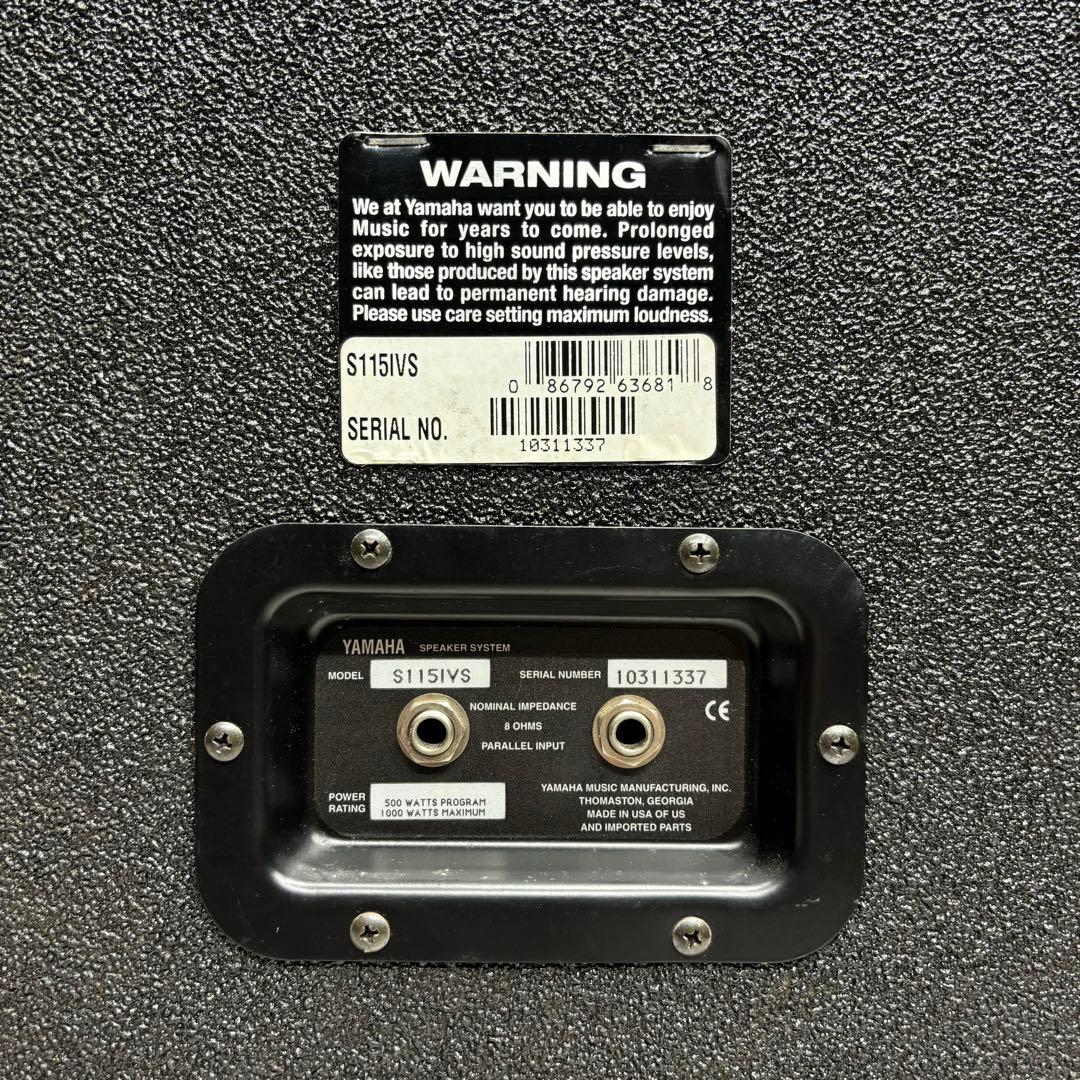 WARNING
We at Yamaha want you to be able to enjoy
Music for years to come. Prolonged
exposure to high sound pressure levels,
like those produced by this speaker system
can lead to permanent hearing damage.
Please use care setting maximum loudness.
S115IVS
0 86792 63681 8
SERIAL NO.
10311337
YAMAHA SPEAKER SYSTEM
MODEL S115IVS SERIAL NUMBER 10311337
NOMINAL IMPEDANCE
CE
8 OHMS
PARALLEL INPUT
POWER
RATING
500 WATTS PROGRAM
1000 WATTS MAXIMUM
YAMAHA MUSIC MANUFACTURING, INC.
THOMASTON, GEORGIA
MADE IN USA OF US
AND IMPORTED PARTS